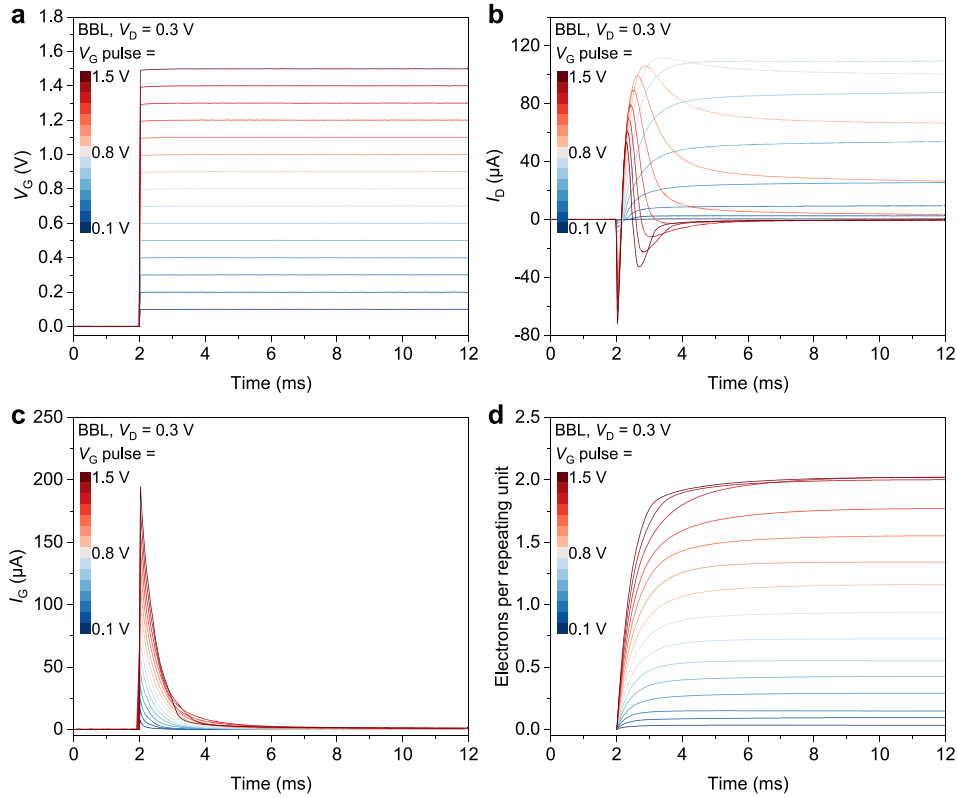 a
BBL, VD = 0.3 V
VG pulse =
1.5 V
0.8 V
0.1 V
1.8
1.6
1.4
1.2
1.0
0.8
0.6
0.4
0.2
0.0
VG (V)
0 2 4 6 8 10 12
Time (ms)
b
BBL, VD = 0.3 V
VG pulse =
1.5 V
0.8 V
0.1 V
120
80
40
0
-40
-80
ID (µA)
0 2 4 6 8 10 12
Time (ms)
c
BBL, VD = 0.3 V
VG pulse =
1.5 V
0.8 V
0.1 V
250
200
150
100
50
0
IG (µA)
0 2 4 6 8 10 12
Time (ms)
d
BBL, VD = 0.3 V
VG pulse =
1.5 V
0.8 V
0.1 V
2.5
2.0
1.5
1.0
0.5
0.0
Electrons per repeating unit
0 2 4 6 8 10 12
Time (ms)